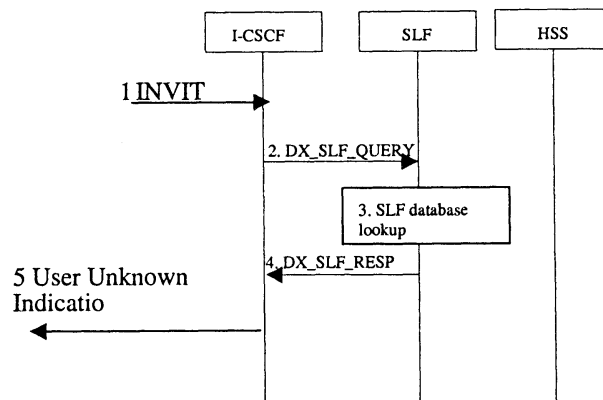 I-CSCF
SLF
HSS
1 INVIT
2. DX_SLF_QUERY
3. SLF database
lookup
4. DX_SLF_RESP
5 User Unknown
Indicatio